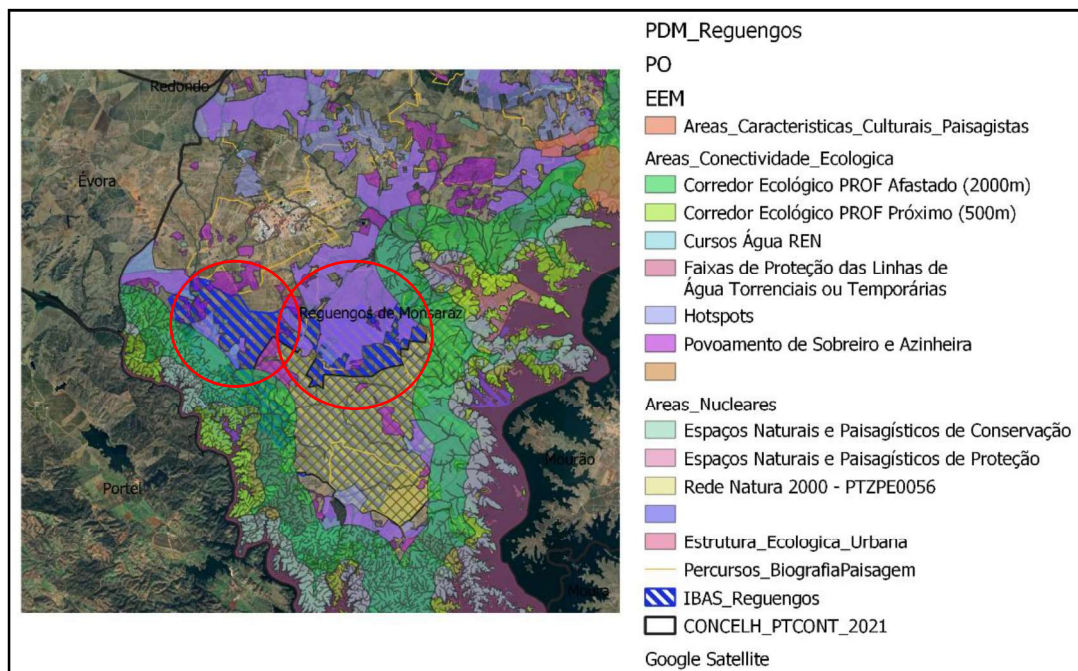 PDM_Reguengos
PO
EEM
Areas_Caracteristicas_Culturais_Paisagistas
Areas_Conectividade_Ecologica
Corredor Ecológico PROF Afastado (2000m)
Corredor Ecológico PROF Próximo (500m)
Cursos Água REN
Faixas de Proteção das Linhas de
Água Torrenciais ou Temporárias
Hotspots
Povoamento de Sobreiro e Azinheira
Areas_Nucleares
Espaços Naturais e Paisagísticos de Conservação
Espaços Naturais e Paisagísticos de Proteção
Rede Natura 2000 - PTZPE0056
Estrutura_Ecologica_Urbana
Percursos_BiografiaPaisagem
IBAS_Reguengos
CONCELH_PTCONT_2021
Google Satellite
Redondo
Évora
Reguengos de Monsaraz
Mourão
Portel
Moura